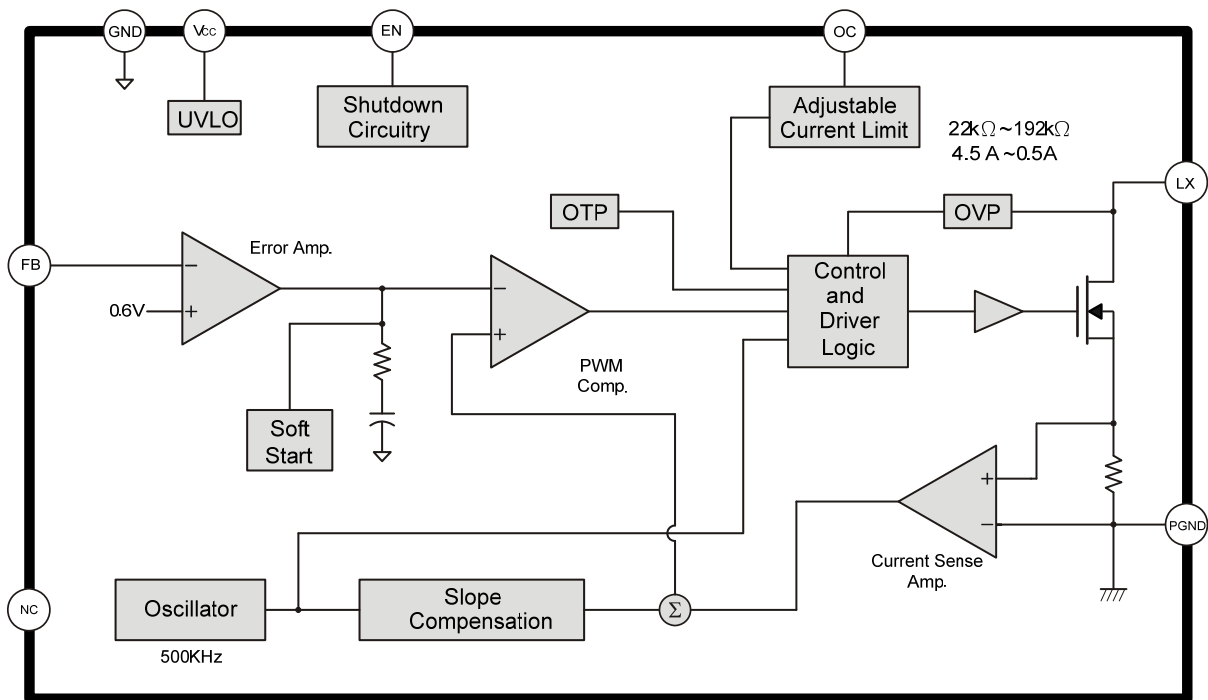 GND
Vcc
EN
OC
UVLO
Shutdown
Circuitry
Adjustable
Current Limit
22kΩ~192kΩ
4.5A~0.5A
LX
OTP
OVP
FB
Error Amp.
−
+
0.6V
−
+
PWM
Comp.
Control
and
Driver
Logic
Soft
Start
+
−
Current Sense
Amp.
PGND
NC
Oscillator
500KHz
Slope
Compensation
Σ